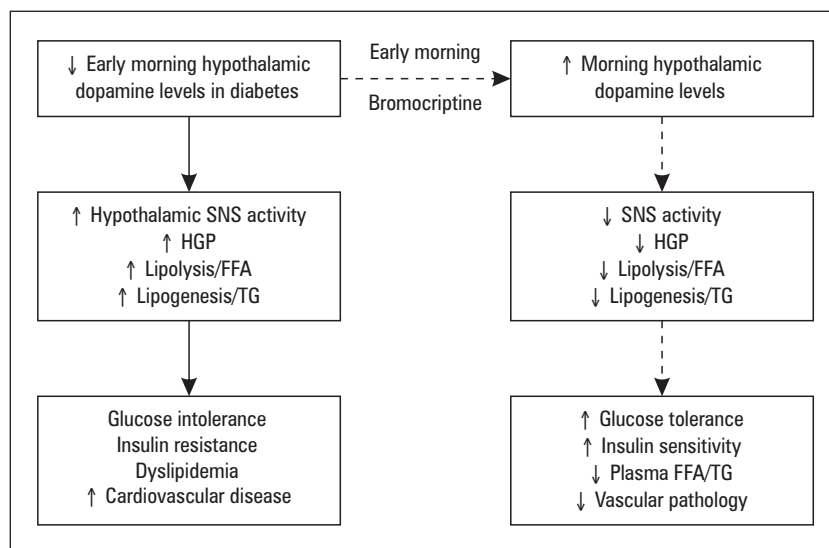 ↓ Early morning hypothalamic
dopamine levels in diabetes
Early morning
Bromocriptine
↑ Morning hypothalamic
dopamine levels
↑ Hypothalamic SNS activity
↑ HGP
↑ Lipolysis/FFA
↑ Lipogenesis/TG
↓ SNS activity
↓ HGP
↓ Lipolysis/FFA
↓ Lipogenesis/TG
Glucose intolerance
Insulin resistance
Dyslipidemia
↑ Cardiovascular disease
↑ Glucose tolerance
↑ Insulin sensitivity
↓ Plasma FFA/TG
↓ Vascular pathology